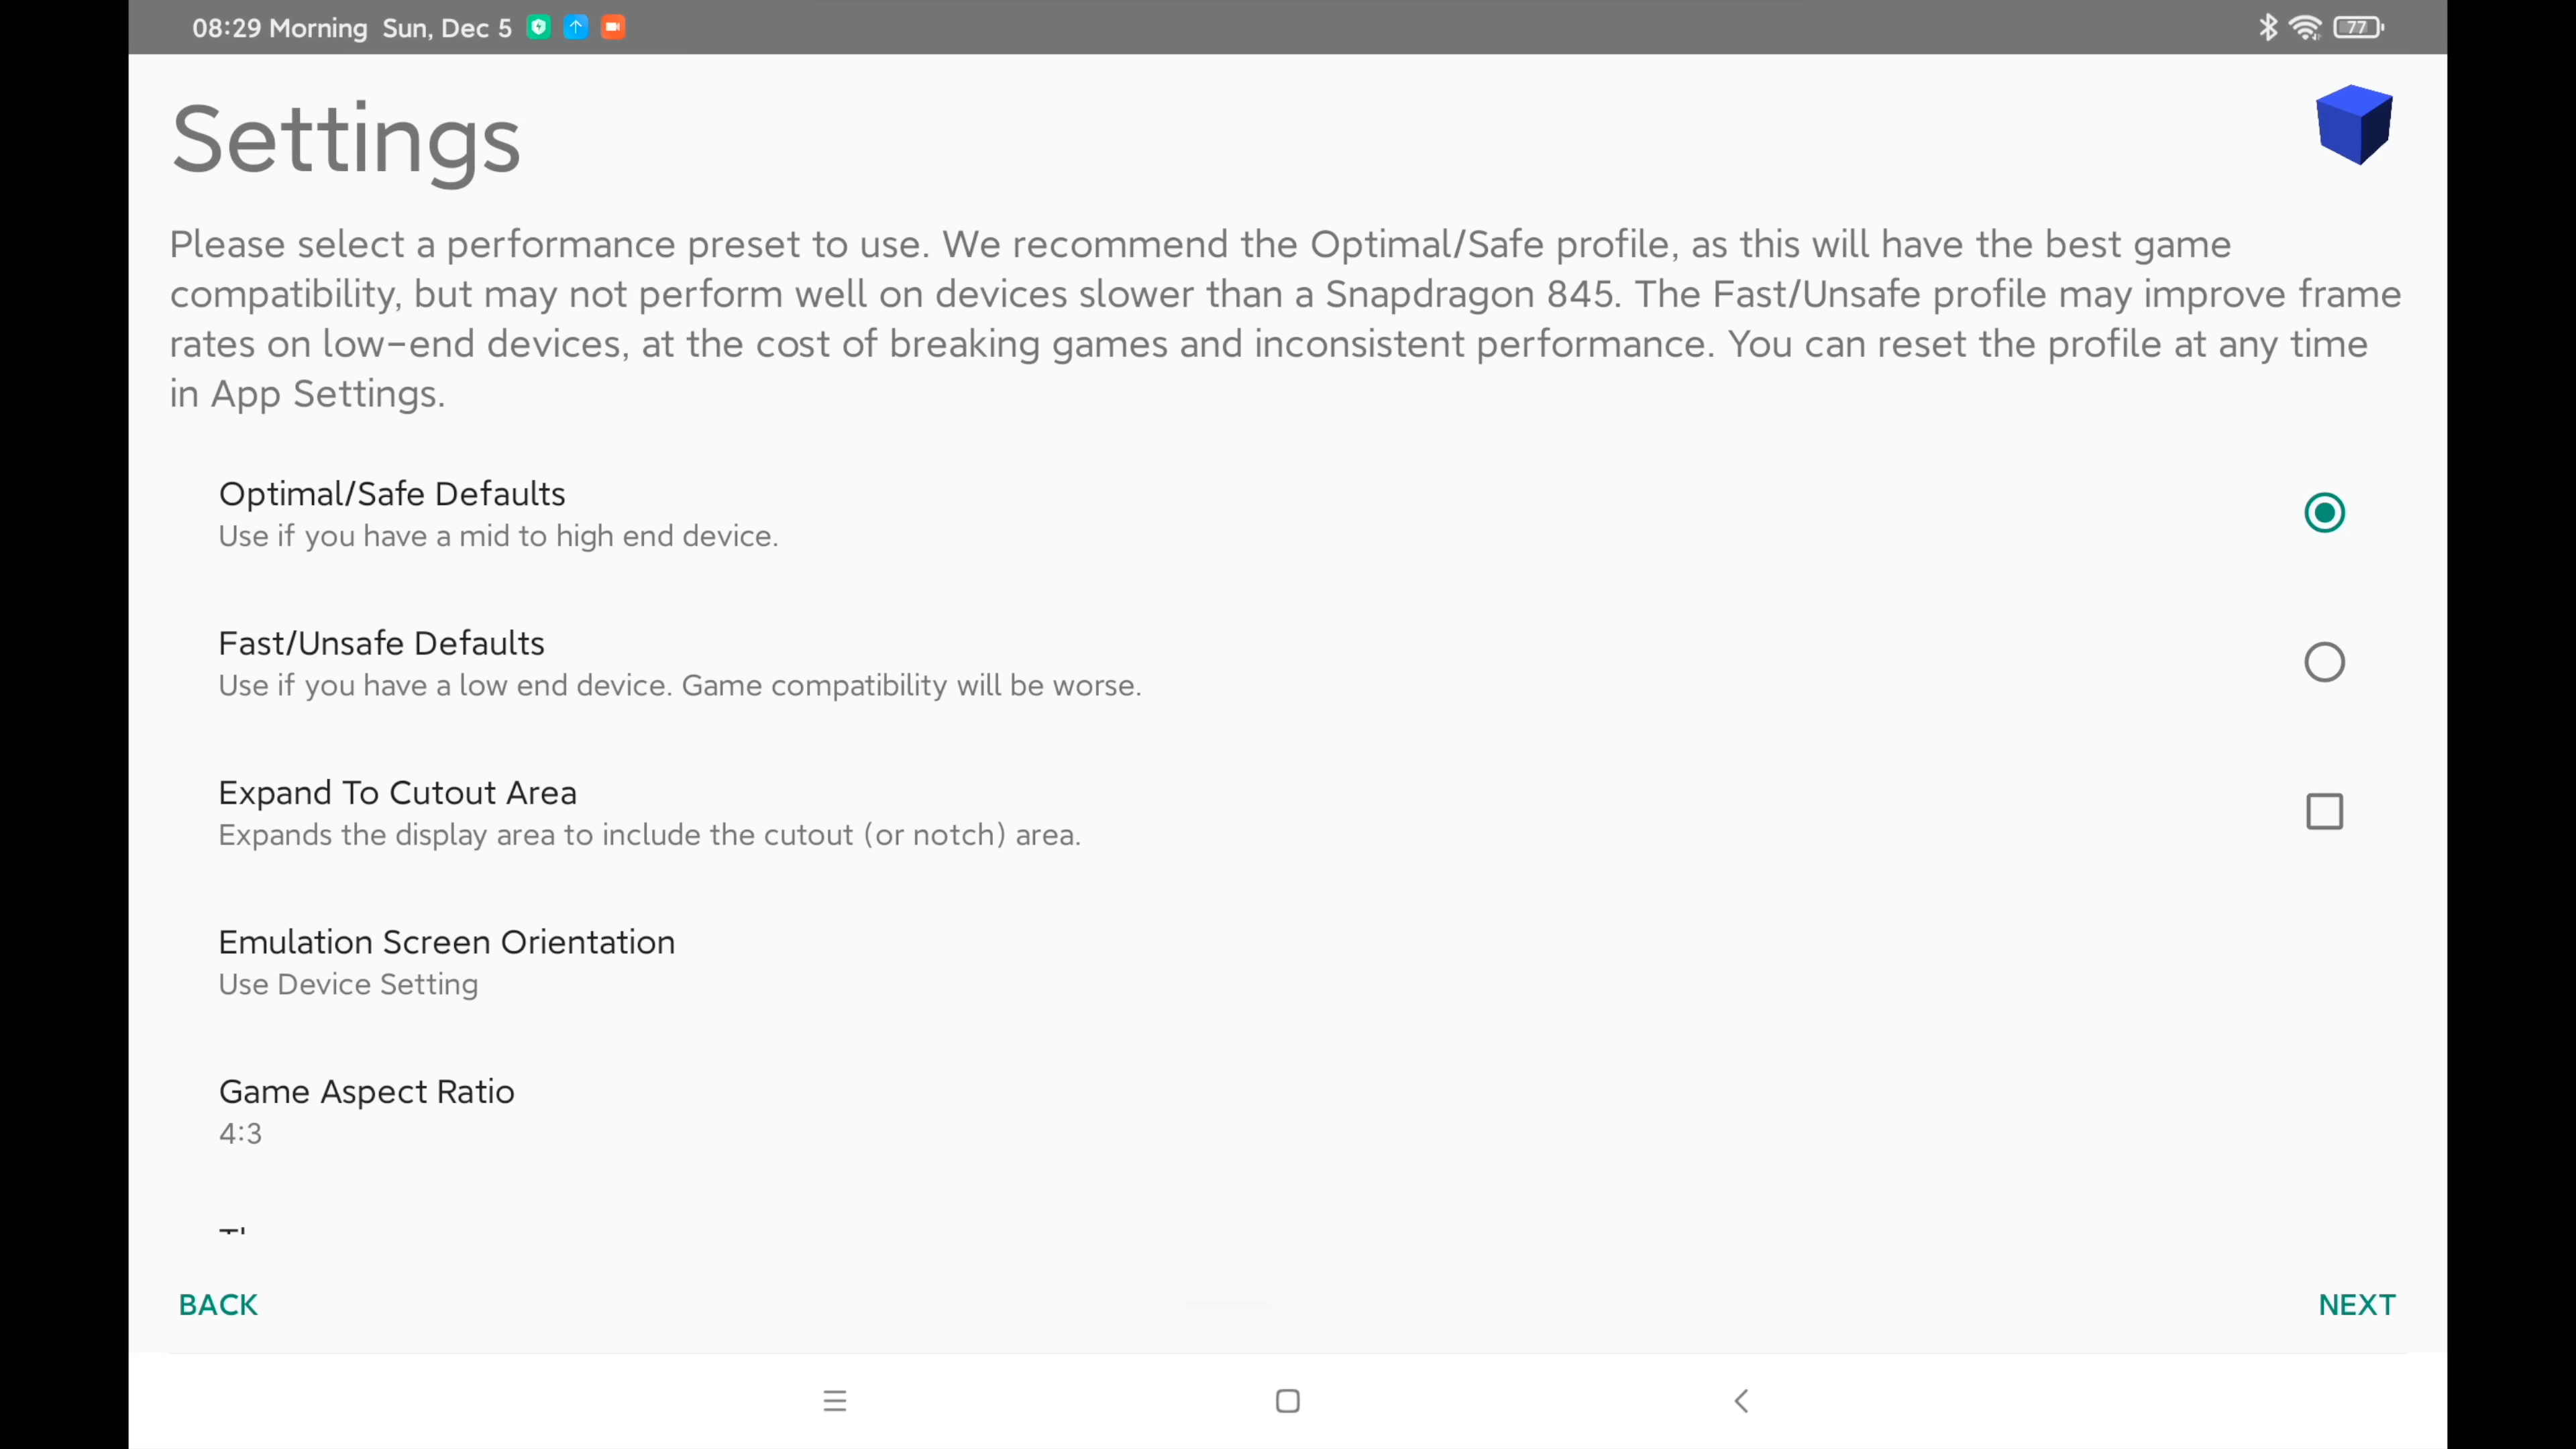 08:29 Morning Sun, Dec 5
77
Settings
Please select a performance preset to use. We recommend the Optimal/Safe profile, as this will have the best game
compatibility, but may not perform well on devices slower than a Snapdragon 845. The Fast/Unsafe profile may improve frame
rates on low-end devices, at the cost of breaking games and inconsistent performance. You can reset the profile at any time
in App Settings.
Optimal/Safe Defaults
Use if you have a mid to high end device.
Fast/Unsafe Defaults
Use if you have a low end device. Game compatibility will be worse.
Expand To Cutout Area
Expands the display area to include the cutout (or notch) area.
Emulation Screen Orientation
Use Device Setting
Game Aspect Ratio
4:3
BACK
NEXT